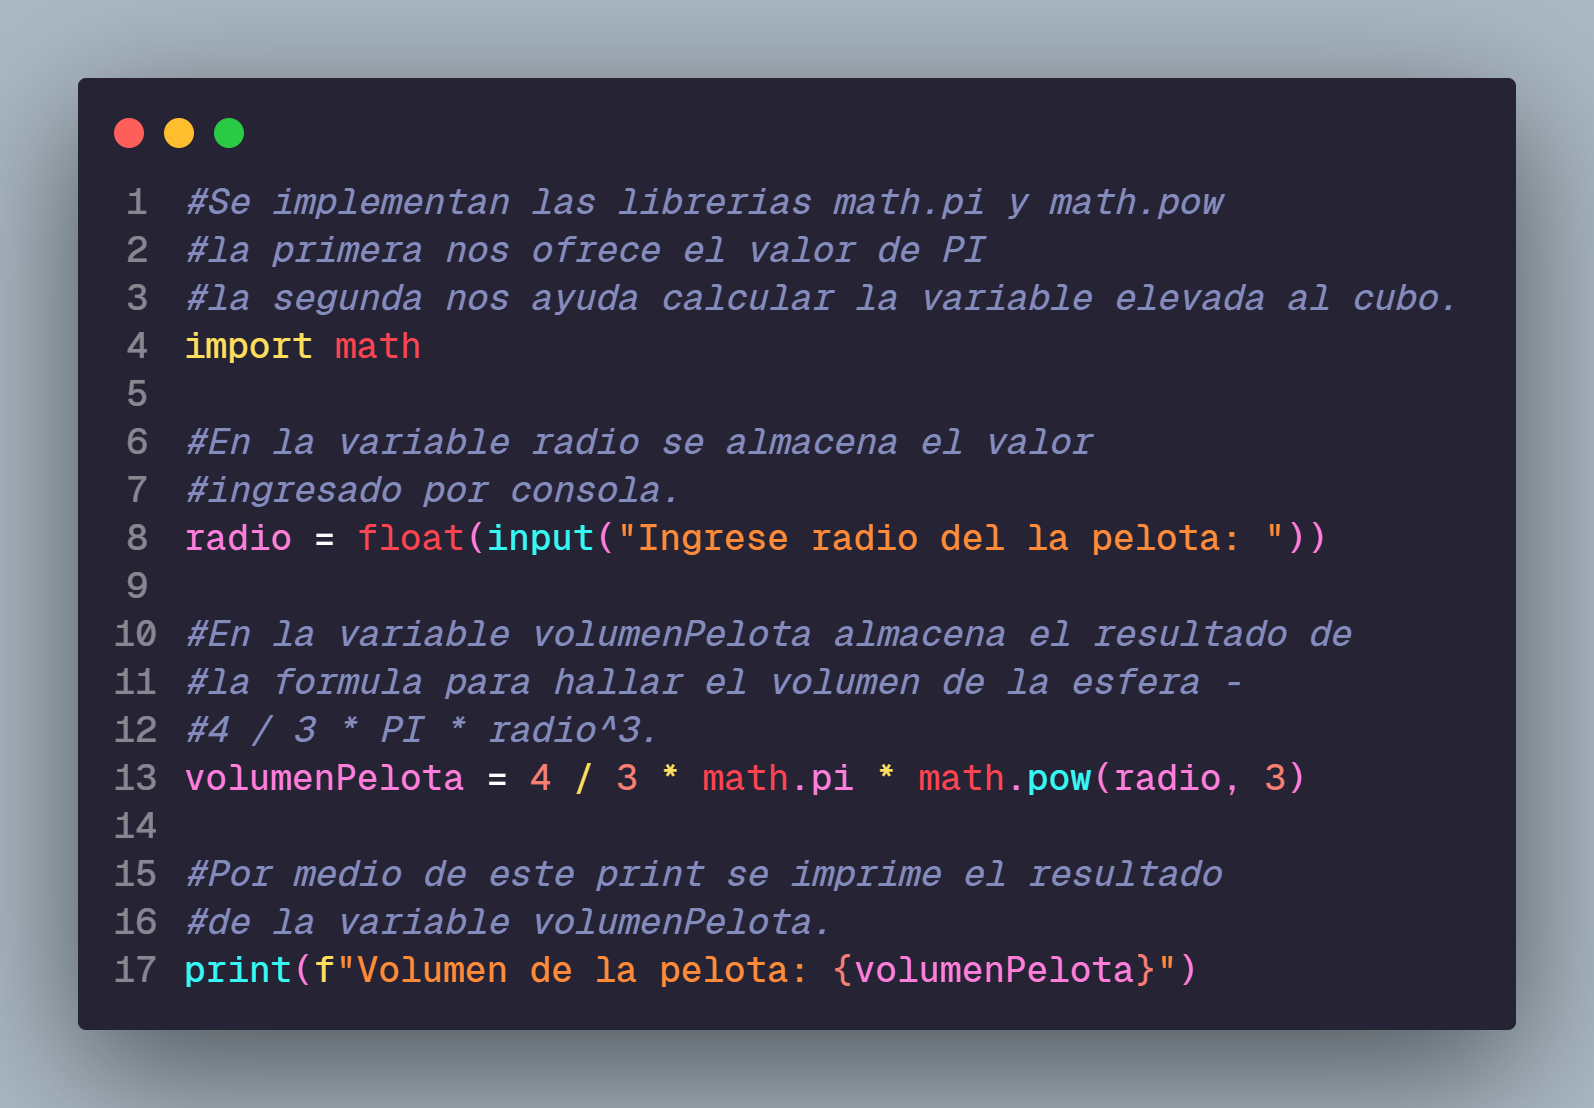 1 #Se implementan las librerias math.pi y math.pow
2 #la primera nos ofrece el valor de PI
3 #la segunda nos ayuda calcular la variable elevada al cubo.
4 import math
5
6 #En la variable radio se almacena el valor
7 #ingresado por consola.
8 radio = float(input("Ingrese radio del la pelota: "))
9
10 #En la variable volumenPelota almacena el resultado de
11 #la formula para hallar el volumen de la esfera -
12 #4 / 3 * PI * radio^3.
13 volumenPelota = 4 / 3 * math.pi * math.pow(radio, 3)
14
15 #Por medio de este print se imprime el resultado
16 #de la variable volumenPelota.
17 print(f"Volumen de la pelota: {volumenPelota}")